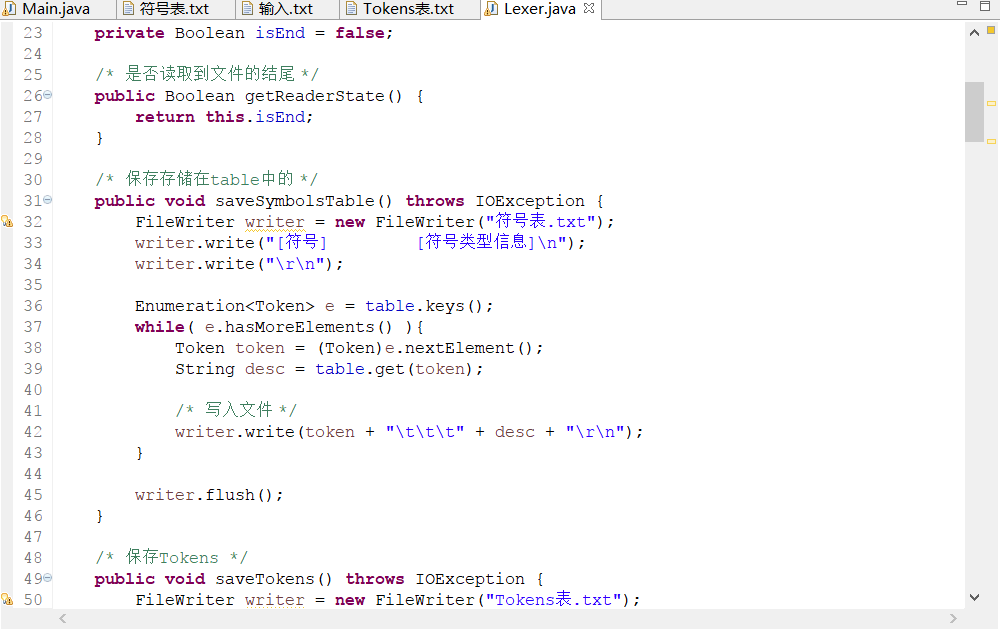 Main.java 符号表.txt 输入.txt Tokens表.txt Lexer.java
23 private Boolean isEnd = false;
24
25 /* 是否读取到文件的结尾 */
26 public Boolean getReaderState() {
27 return this.isEnd;
28 }
29
30 /* 保存存储在table中的 */
31 public void saveSymbolsTable() throws IOException {
32 FileWriter writer = new FileWriter("符号表.txt");
33 writer.write("[符号] [符号类型信息]\n");
34 writer.write("\r\n");
35
36 Enumeration<Token> e = table.keys();
37 while( e.hasMoreElements() ){
38 Token token = (Token)e.nextElement();
39 String desc = table.get(token);
40
41 /* 写入文件 */
42 writer.write(token + "\t\t\t" + desc + "\r\n");
43 }
44
45 writer.flush();
46 }
47
48 /* 保存Tokens */
49 public void saveTokens() throws IOException {
50 FileWriter writer = new FileWriter("Tokens表.txt");